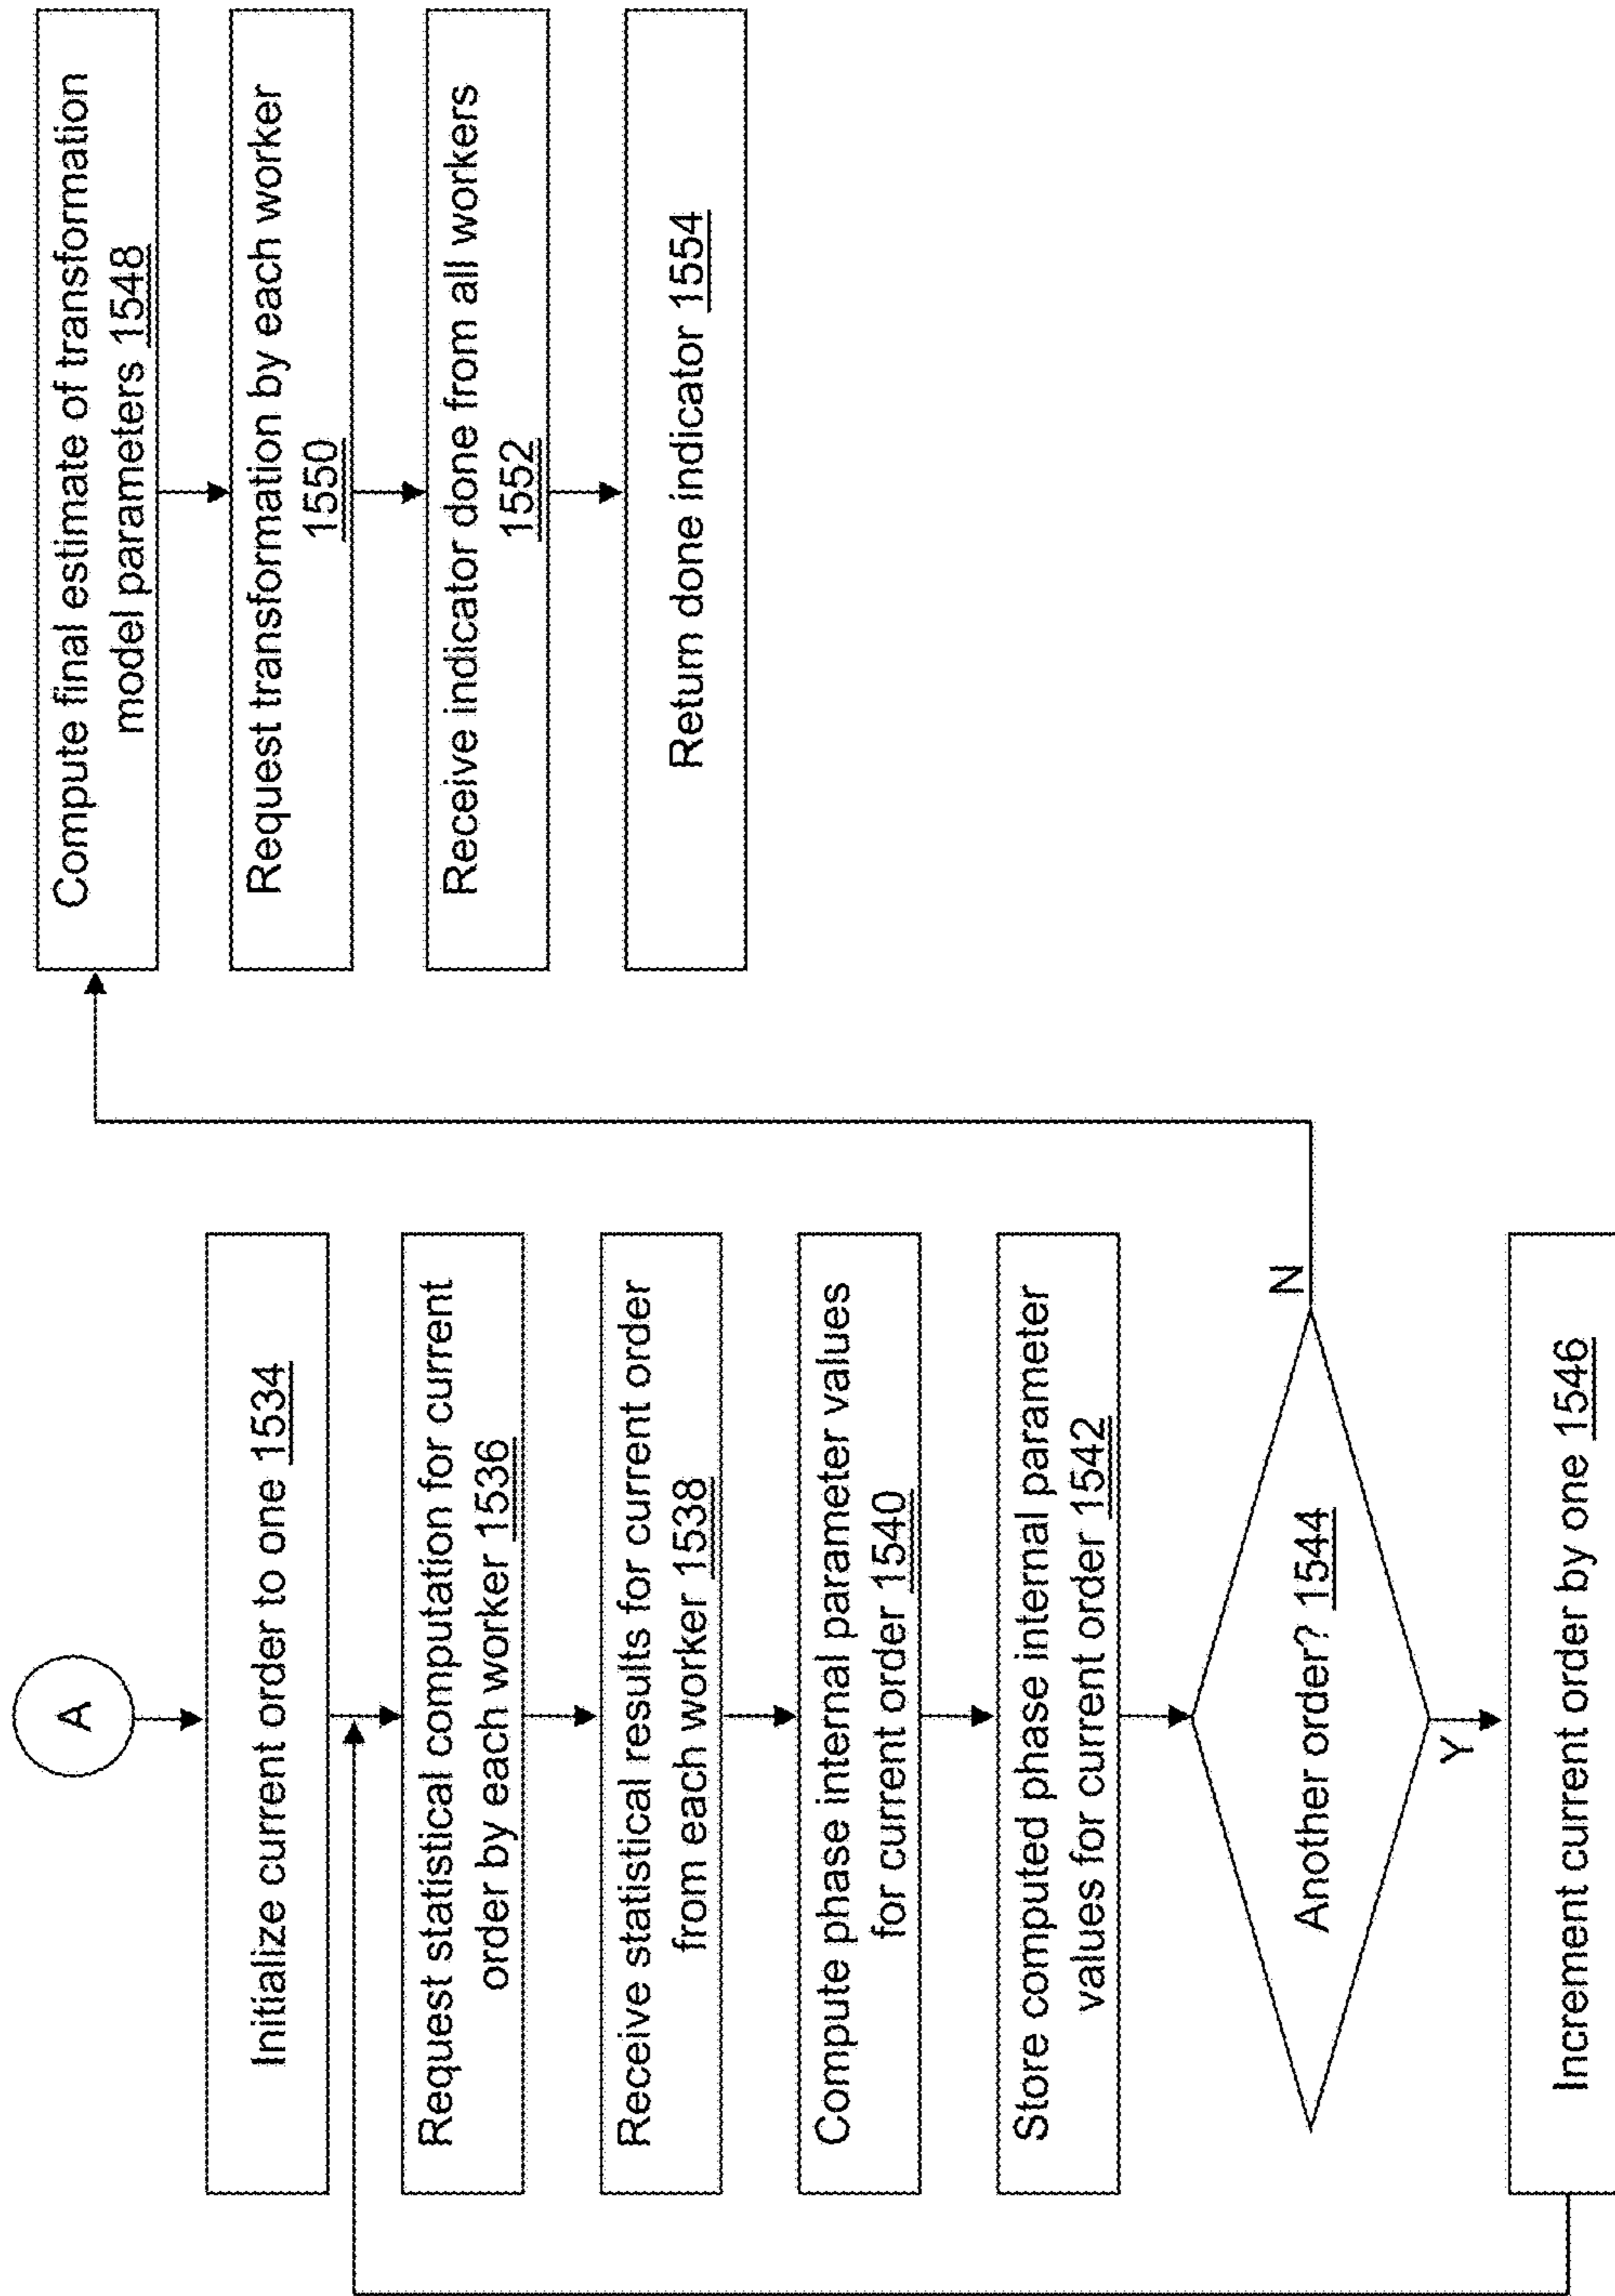 A
Initialize current order to one 1534
Request statistical computation for current
order by each worker 1536
Receive statistical results for current order
from each worker 1538
Compute phase internal parameter values
for current order 1540
Store computed phase internal parameter
values for current order 1542
Another order? 1544
N
Y
Increment current order by one 1546
Compute final estimate of transformation
model parameters 1548
Request transformation by each worker
1550
Receive indicator done from all workers
1552
Return done indicator 1554